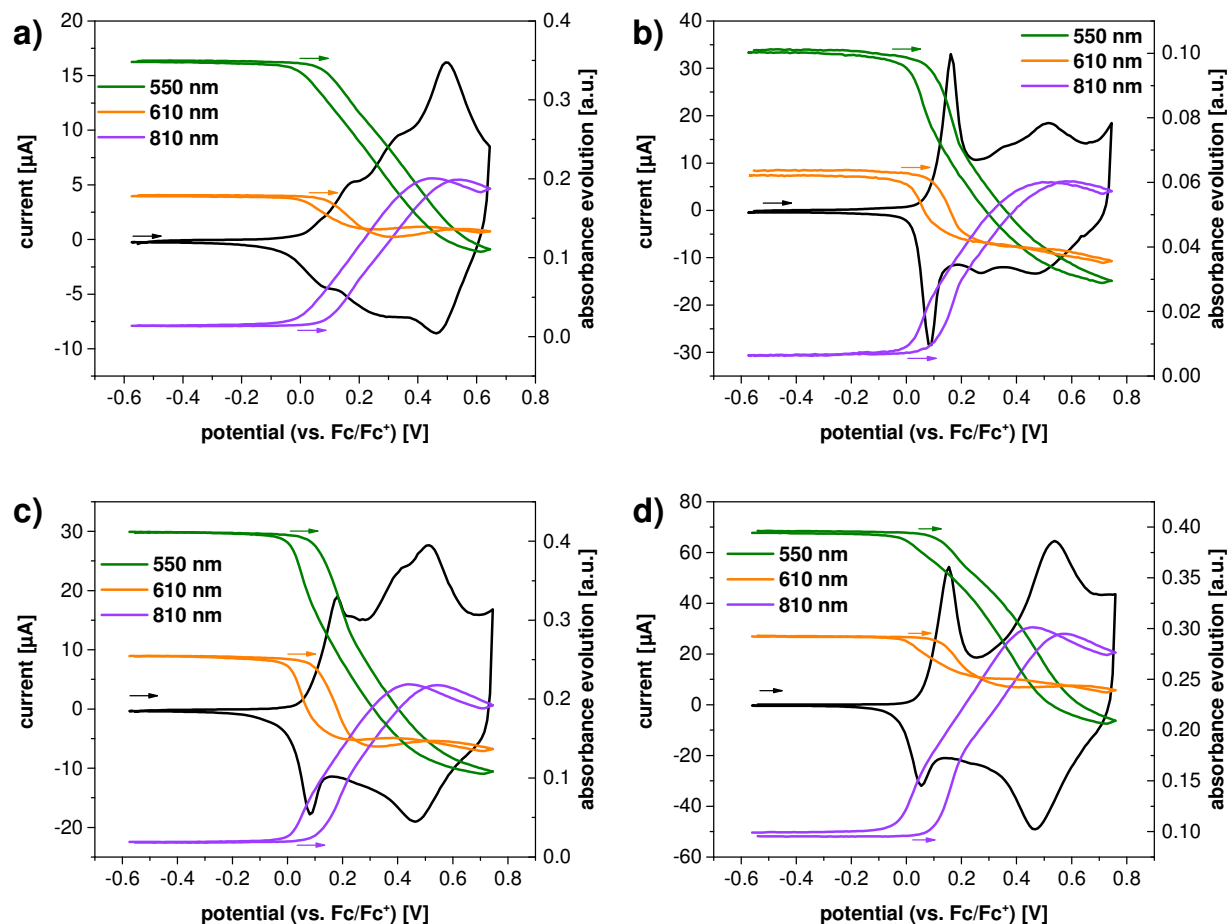 a)
20
15
10
5
0
-5
-10
current [µA]
550 nm
610 nm
810 nm
0.4
0.3
0.2
0.1
0.0
absorbance evolution [a.u.]
-0.6 -0.4 -0.2 0.0 0.2 0.4 0.6 0.8
potential (vs. Fc/Fc⁺) [V]
b)
40
30
20
10
0
-10
-20
-30
current [µA]
550 nm
610 nm
810 nm
0.10
0.08
0.06
0.04
0.02
0.00
absorbance evolution [a.u.]
-0.6 -0.4 -0.2 0.0 0.2 0.4 0.6 0.8
potential (vs. Fc/Fc⁺) [V]
c)
30
20
10
0
-10
-20
current [µA]
550 nm
610 nm
810 nm
0.4
0.3
0.2
0.1
0.0
absorbance evolution [a.u.]
-0.6 -0.4 -0.2 0.0 0.2 0.4 0.6 0.8
potential (vs. Fc/Fc⁺) [V]
d)
80
60
40
20
0
-20
-40
-60
current [µA]
550 nm
610 nm
810 nm
0.40
0.35
0.30
0.25
0.20
0.15
0.10
absorbance evolution [a.u.]
-0.6 -0.4 -0.2 0.0 0.2 0.4 0.6 0.8
potential (vs. Fc/Fc⁺) [V]